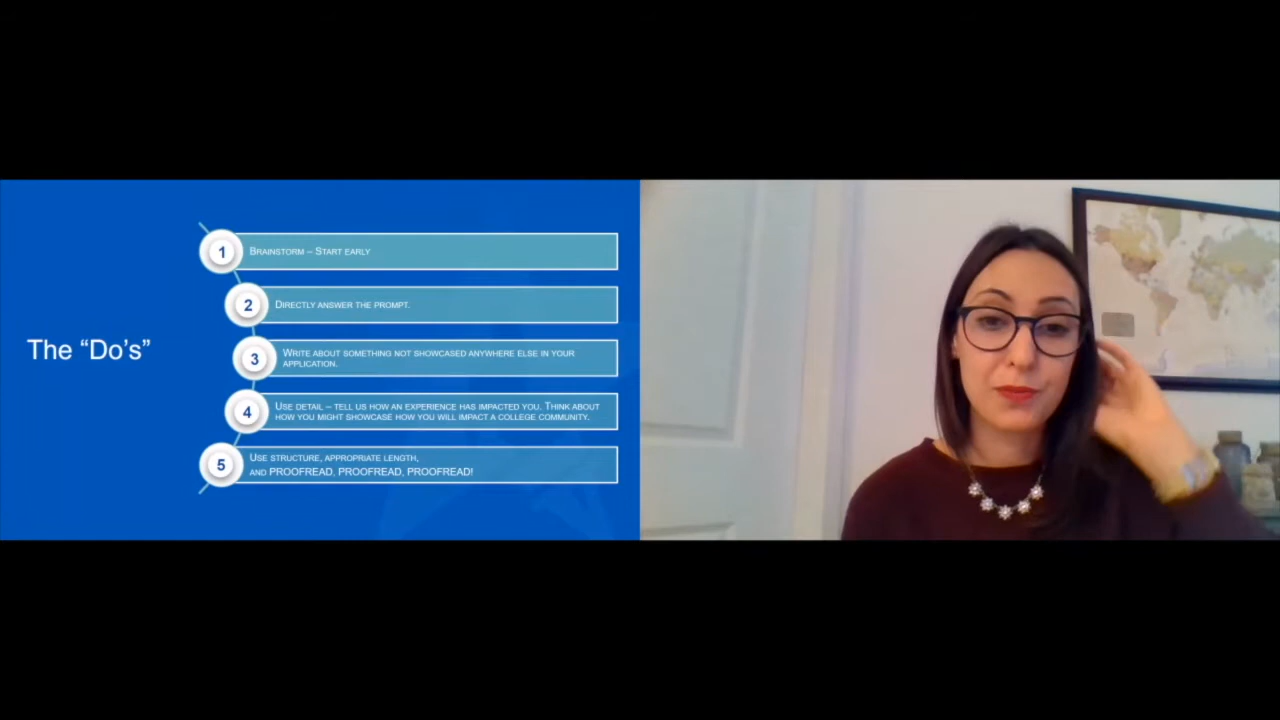 The “Do’s”
1
Brainstorm – Start early
2
Directly answer the prompt.
3
Write about something not showcased anywhere else in your
application.
4
Use detail – tell us how an experience has impacted you. Think about
how you might showcase how you will impact a college community.
5
Use structure, appropriate length,
and PROOFREAD, PROOFREAD, PROOFREAD!